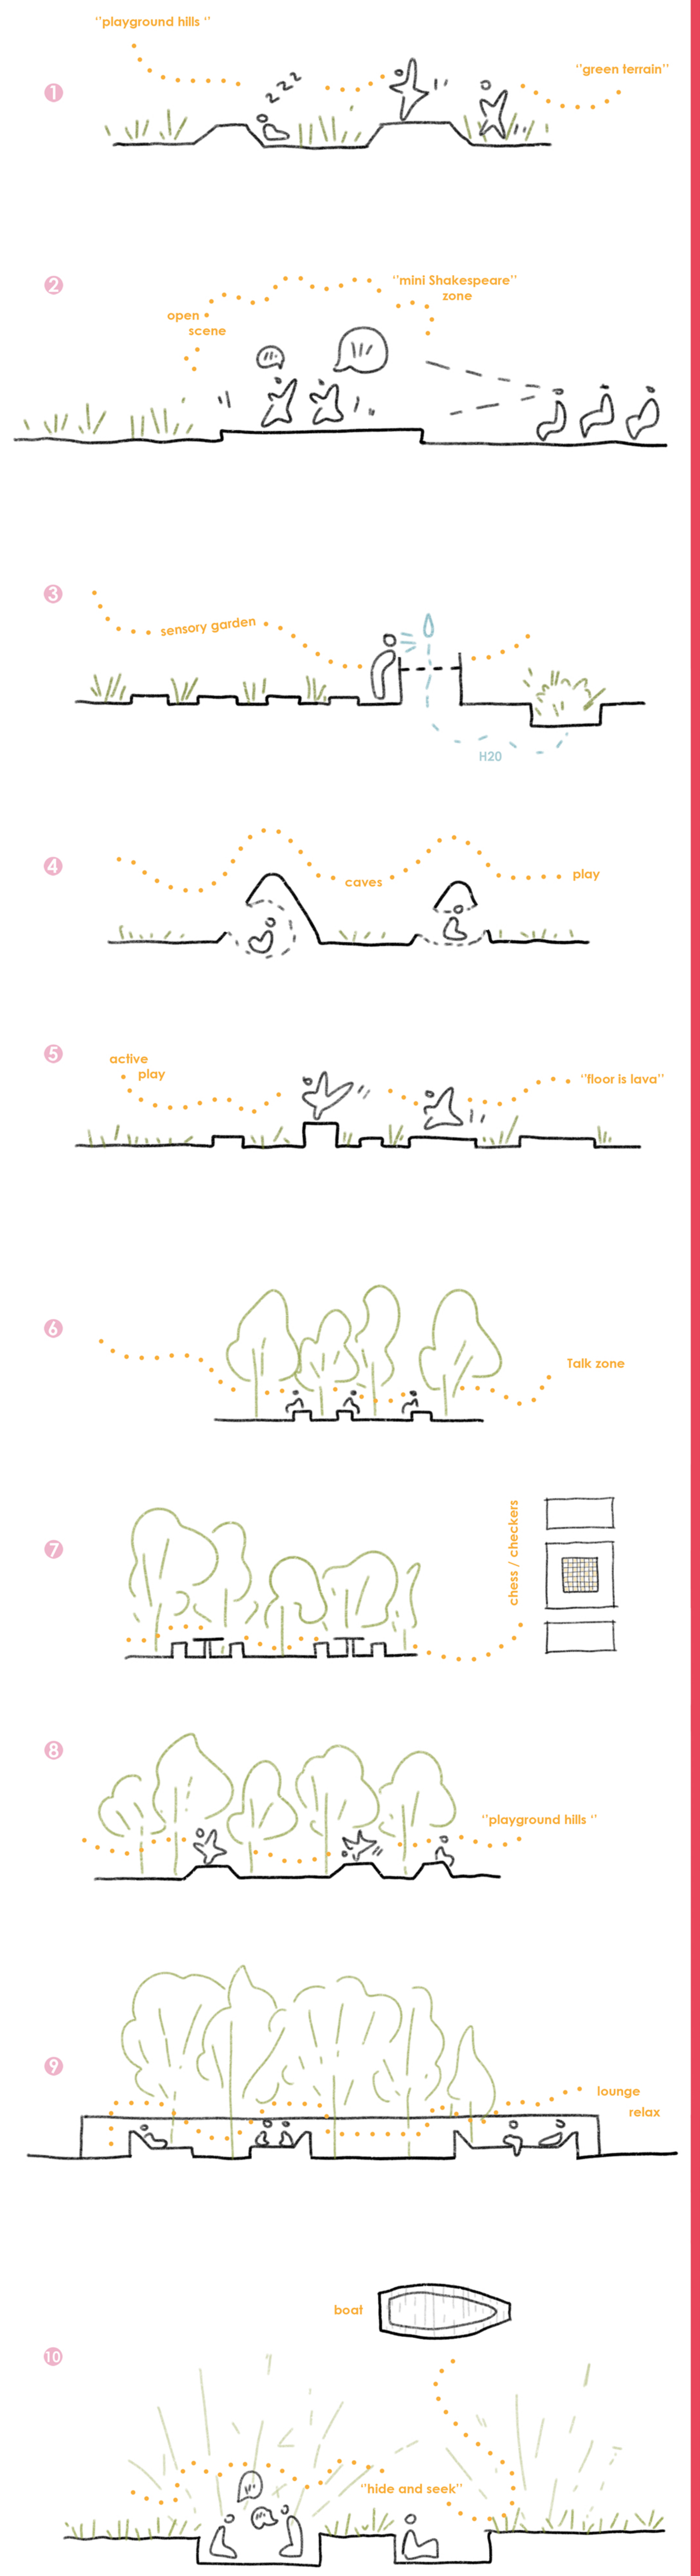 ''playground hills ''
1
''green terrain''
z z z
2
''mini Shakespeare''
zone
open
scene
3
sensory garden
H20
4
caves
play
5
active
play
''floor is lava''
6
Talk zone
7
chess / checkers
8
''playground hills ''
9
lounge
relax
boat
10
''hide and seek''